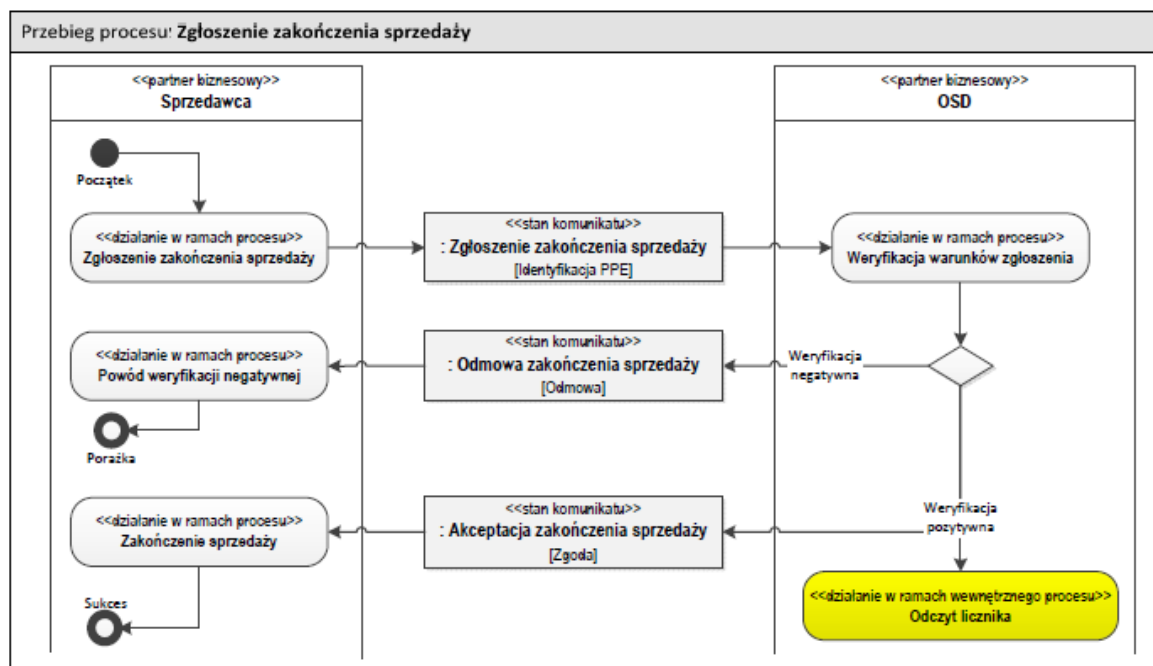 Przebieg procesu: Zgłoszenie zakończenia sprzedaży
<<partner biznesowy>>
Sprzedawca
<<partner biznesowy>>
OSD
Początek
<<działanie w ramach procesu>>
Zgłoszenie zakończenia sprzedaży
<<stan komunikatu>>
: Zgłoszenie zakończenia sprzedaży
[Identyfikacja PPE]
<<działanie w ramach procesu>>
Weryfikacja warunków zgłoszenia
<<działanie w ramach procesu>>
Powód weryfikacji negatywnej
<<stan komunikatu>>
: Odmowa zakończenia sprzedaży
[Odmowa]
Weryfikacja
negatywna
Porażka
<<działanie w ramach procesu>>
Zakończenie sprzedaży
<<stan komunikatu>>
: Akceptacja zakończenia sprzedaży
[Zgoda]
Weryfikacja
pozytywna
Sukces
<<działanie w ramach wewnętrznego procesu>>
Odczyt licznika